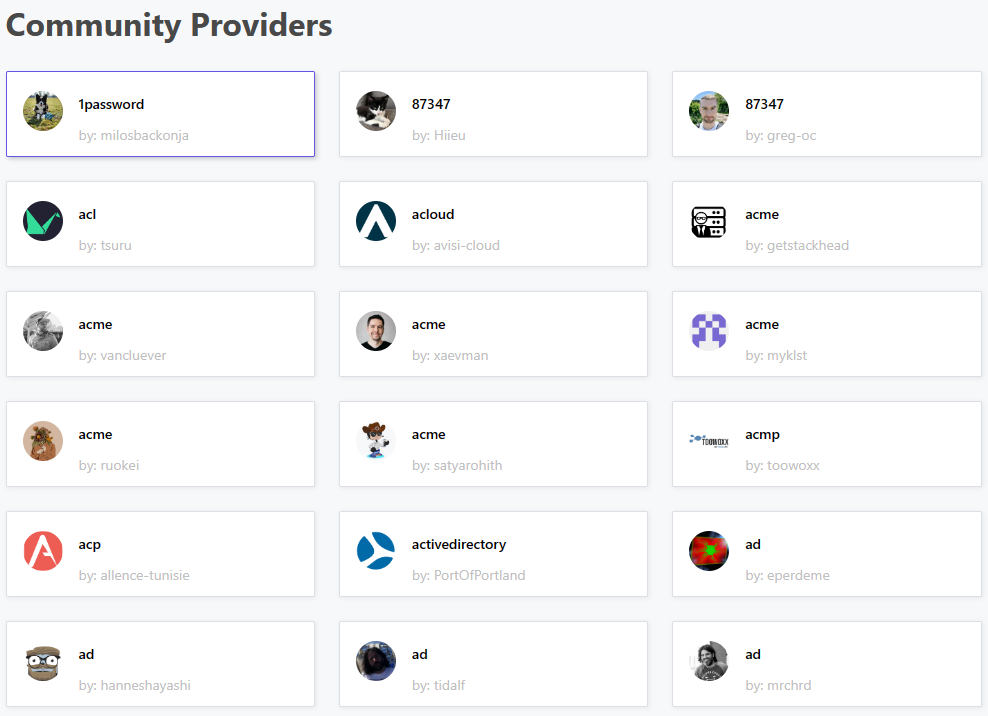 Community Providers
1password
by: milosbackonja
87347
by: Hiieu
87347
by: greg-oc
acl
by: tsuru
acloud
by: avisi-cloud
acme
by: getstackhead
acme
by: vancluever
acme
by: xaevman
acme
by: myklst
acme
by: ruokei
acme
by: satyarohith
TOOWOXX
acmp
by: toowoxx
acp
by: allence-tunisie
activedirectory
by: PortOfPortland
ad
by: eperdeme
ad
by: hanneshayashi
ad
by: tidalf
ad
by: mrchrd